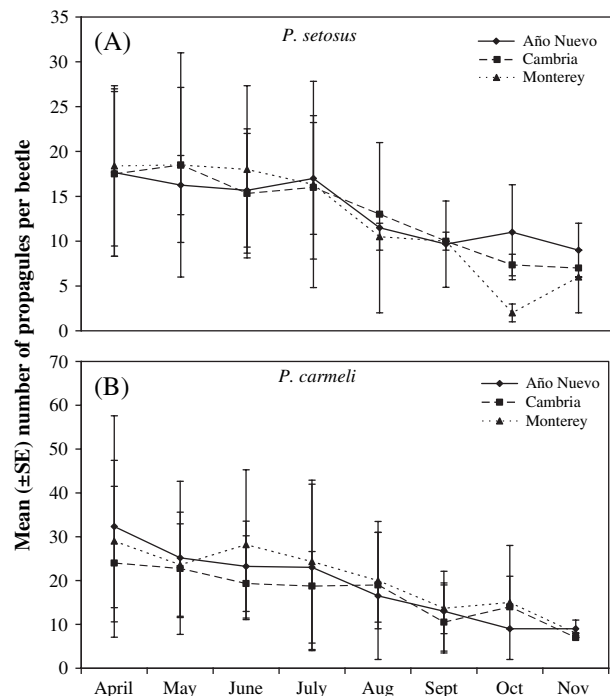 Mean (±SE) number of propagules per beetle
35
(A)
P. setosus
Año Nuevo
Cambria
Monterey
30
25
20
15
10
5
0
70
(B)
P. carmeli
Año Nuevo
Cambria
Monterey
60
50
40
30
20
10
0
April May June July Aug Sept Oct Nov